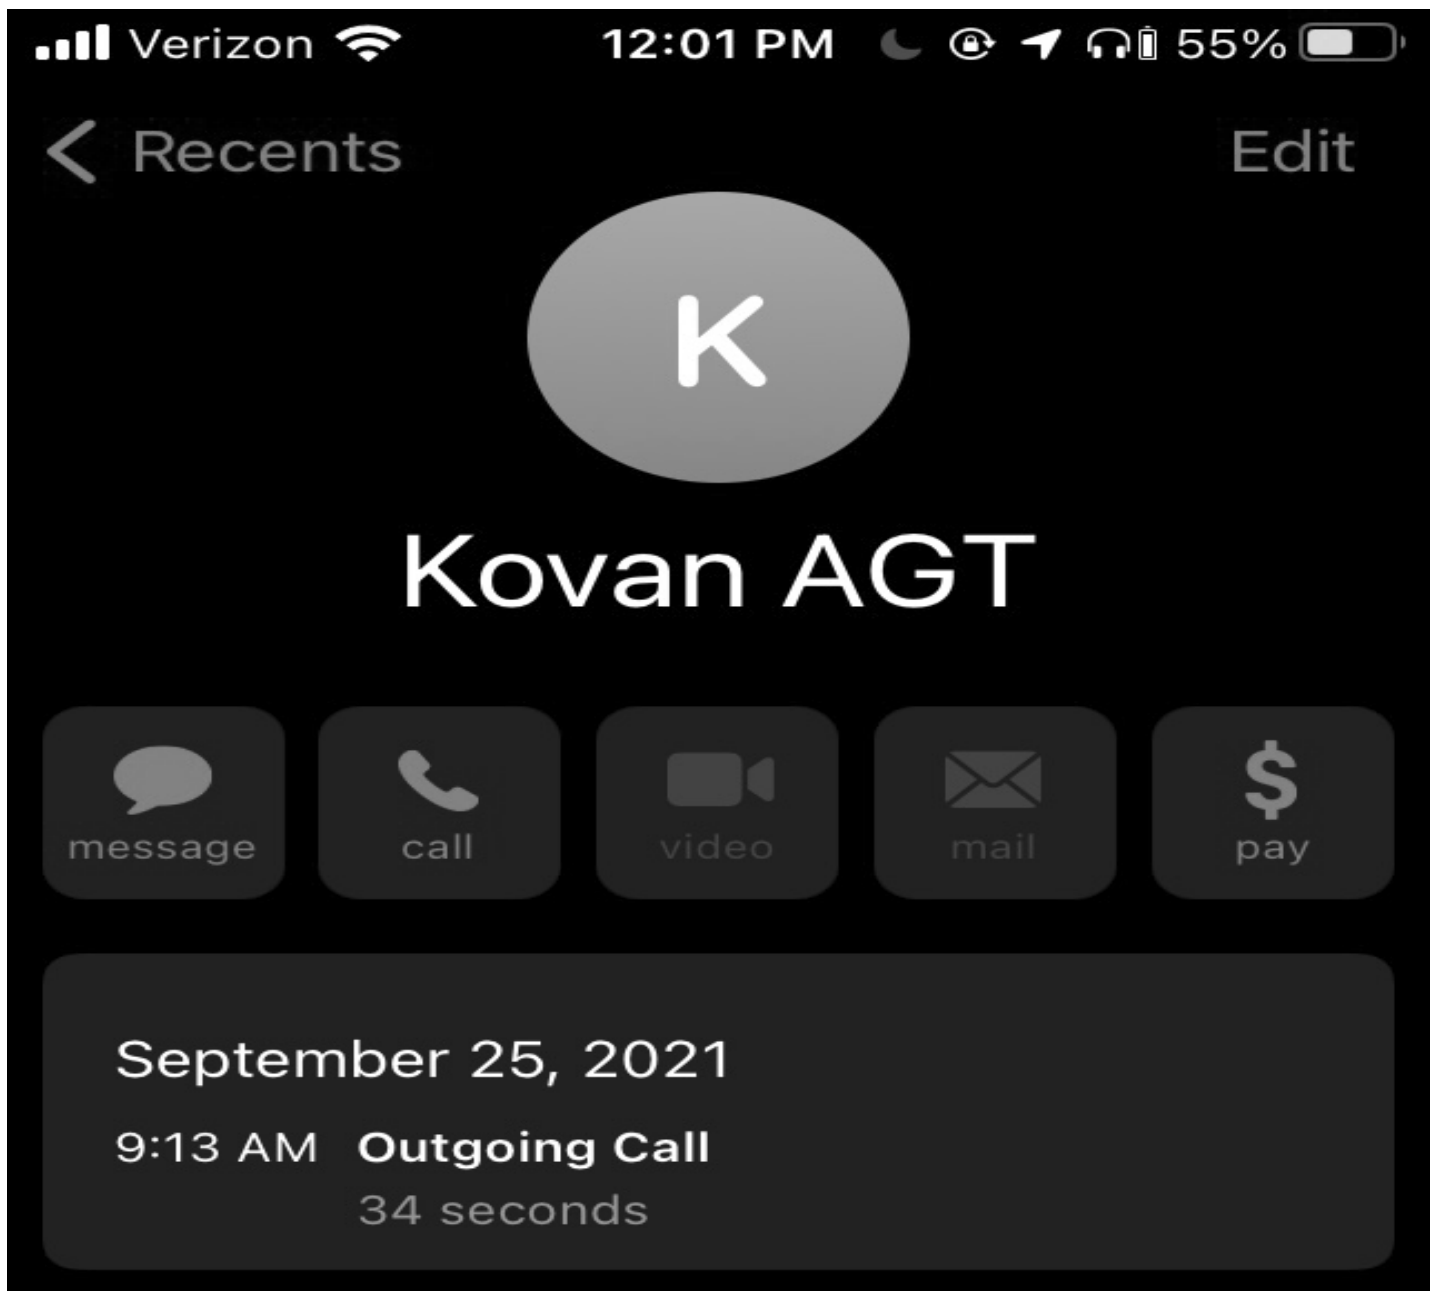 Verizon 12:01 PM 55%
Recents Edit
K
Kovan AGT
message call video mail pay
September 25, 2021
9:13 AM Outgoing Call
34 seconds